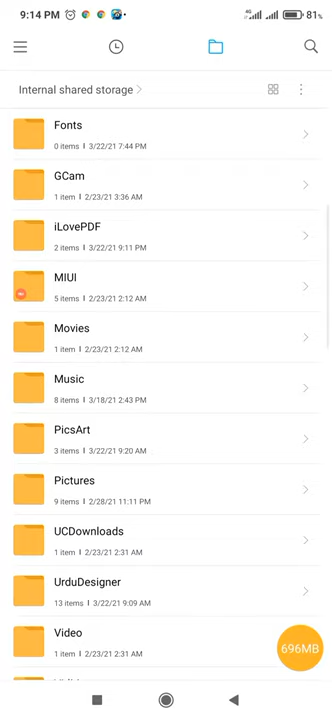 9:14 PM 4G 81%
Internal shared storage
Fonts
0 items | 3/22/21 7:44 PM
GCam
1 item | 2/23/21 3:36 AM
iLovePDF
2 items | 3/22/21 9:11 PM
MIUI
5 items | 2/23/21 2:12 AM
Movies
1 item | 2/23/21 2:12 AM
Music
8 items | 3/18/21 2:43 PM
PicsArt
3 items | 3/22/21 9:20 AM
Pictures
9 items | 2/28/21 11:11 PM
UCDownloads
1 item | 2/23/21 2:31 AM
UrduDesigner
13 items | 3/22/21 9:09 AM
Video
1 item | 2/23/21 2:31 AM
696MB